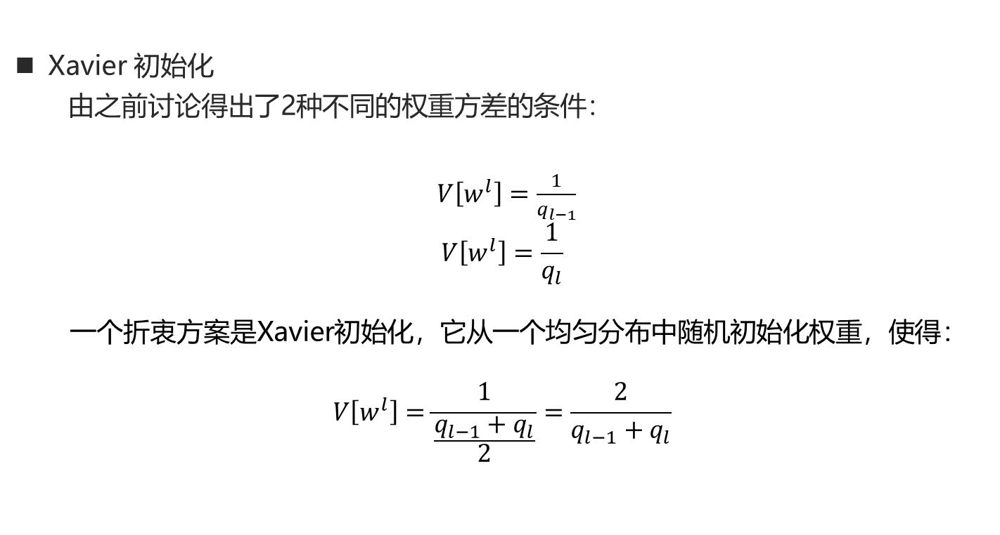 ■ Xavier 初始化
由之前讨论得出了2种不同的权重方差的条件：
$V[w^l] = \frac{1}{q_{l-1}}$
$V[w^l] = \frac{1}{q_l}$
一个折衷方案是Xavier初始化，它从一个均匀分布中随机初始化权重，使得：
$V[w^l] = \frac{1}{\frac{q_{l-1} + q_l}{2}} = \frac{2}{q_{l-1} + q_l}$